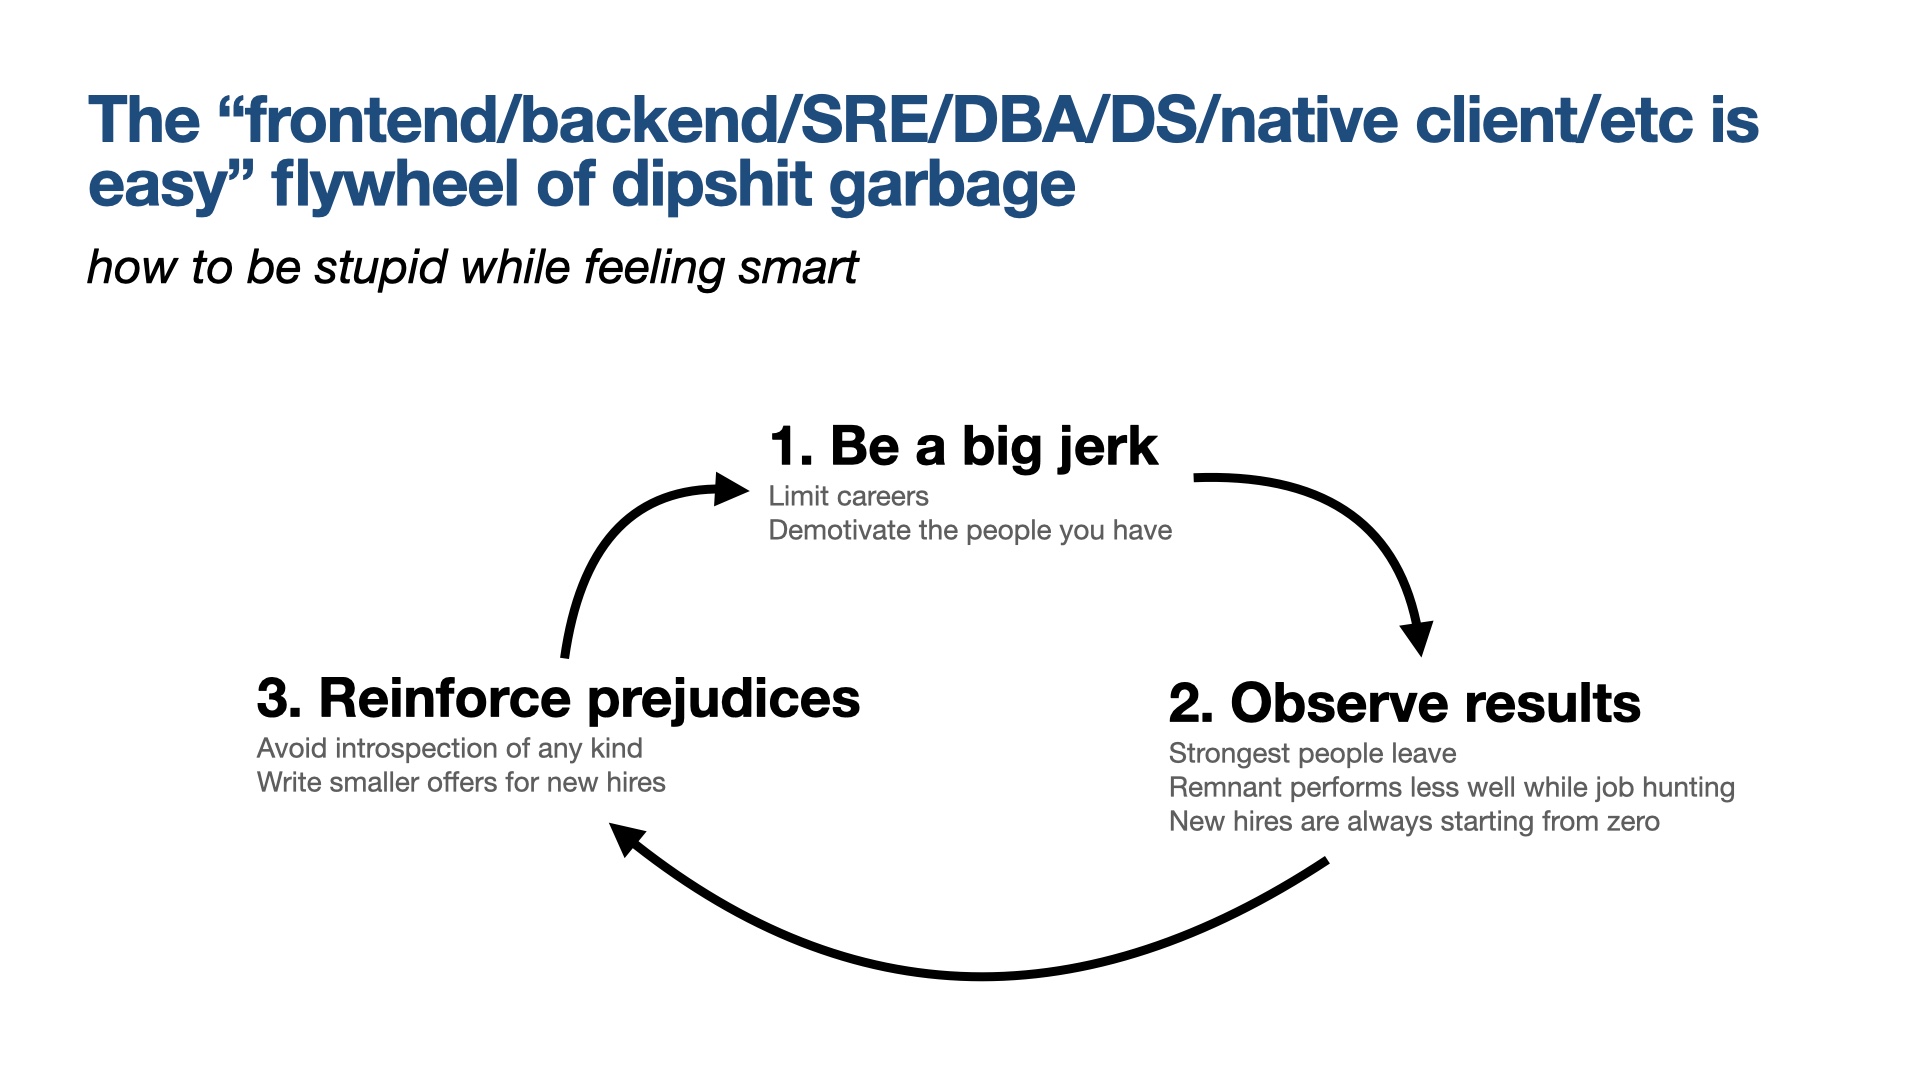 The “frontend/backend/SRE/DBA/DS/native client/etc is
easy” flywheel of dipshit garbage
how to be stupid while feeling smart
1. Be a big jerk
Limit careers
Demotivate the people you have
2. Observe results
Strongest people leave
Remnant performs less well while job hunting
New hires are always starting from zero
3. Reinforce prejudices
Avoid introspection of any kind
Write smaller offers for new hires